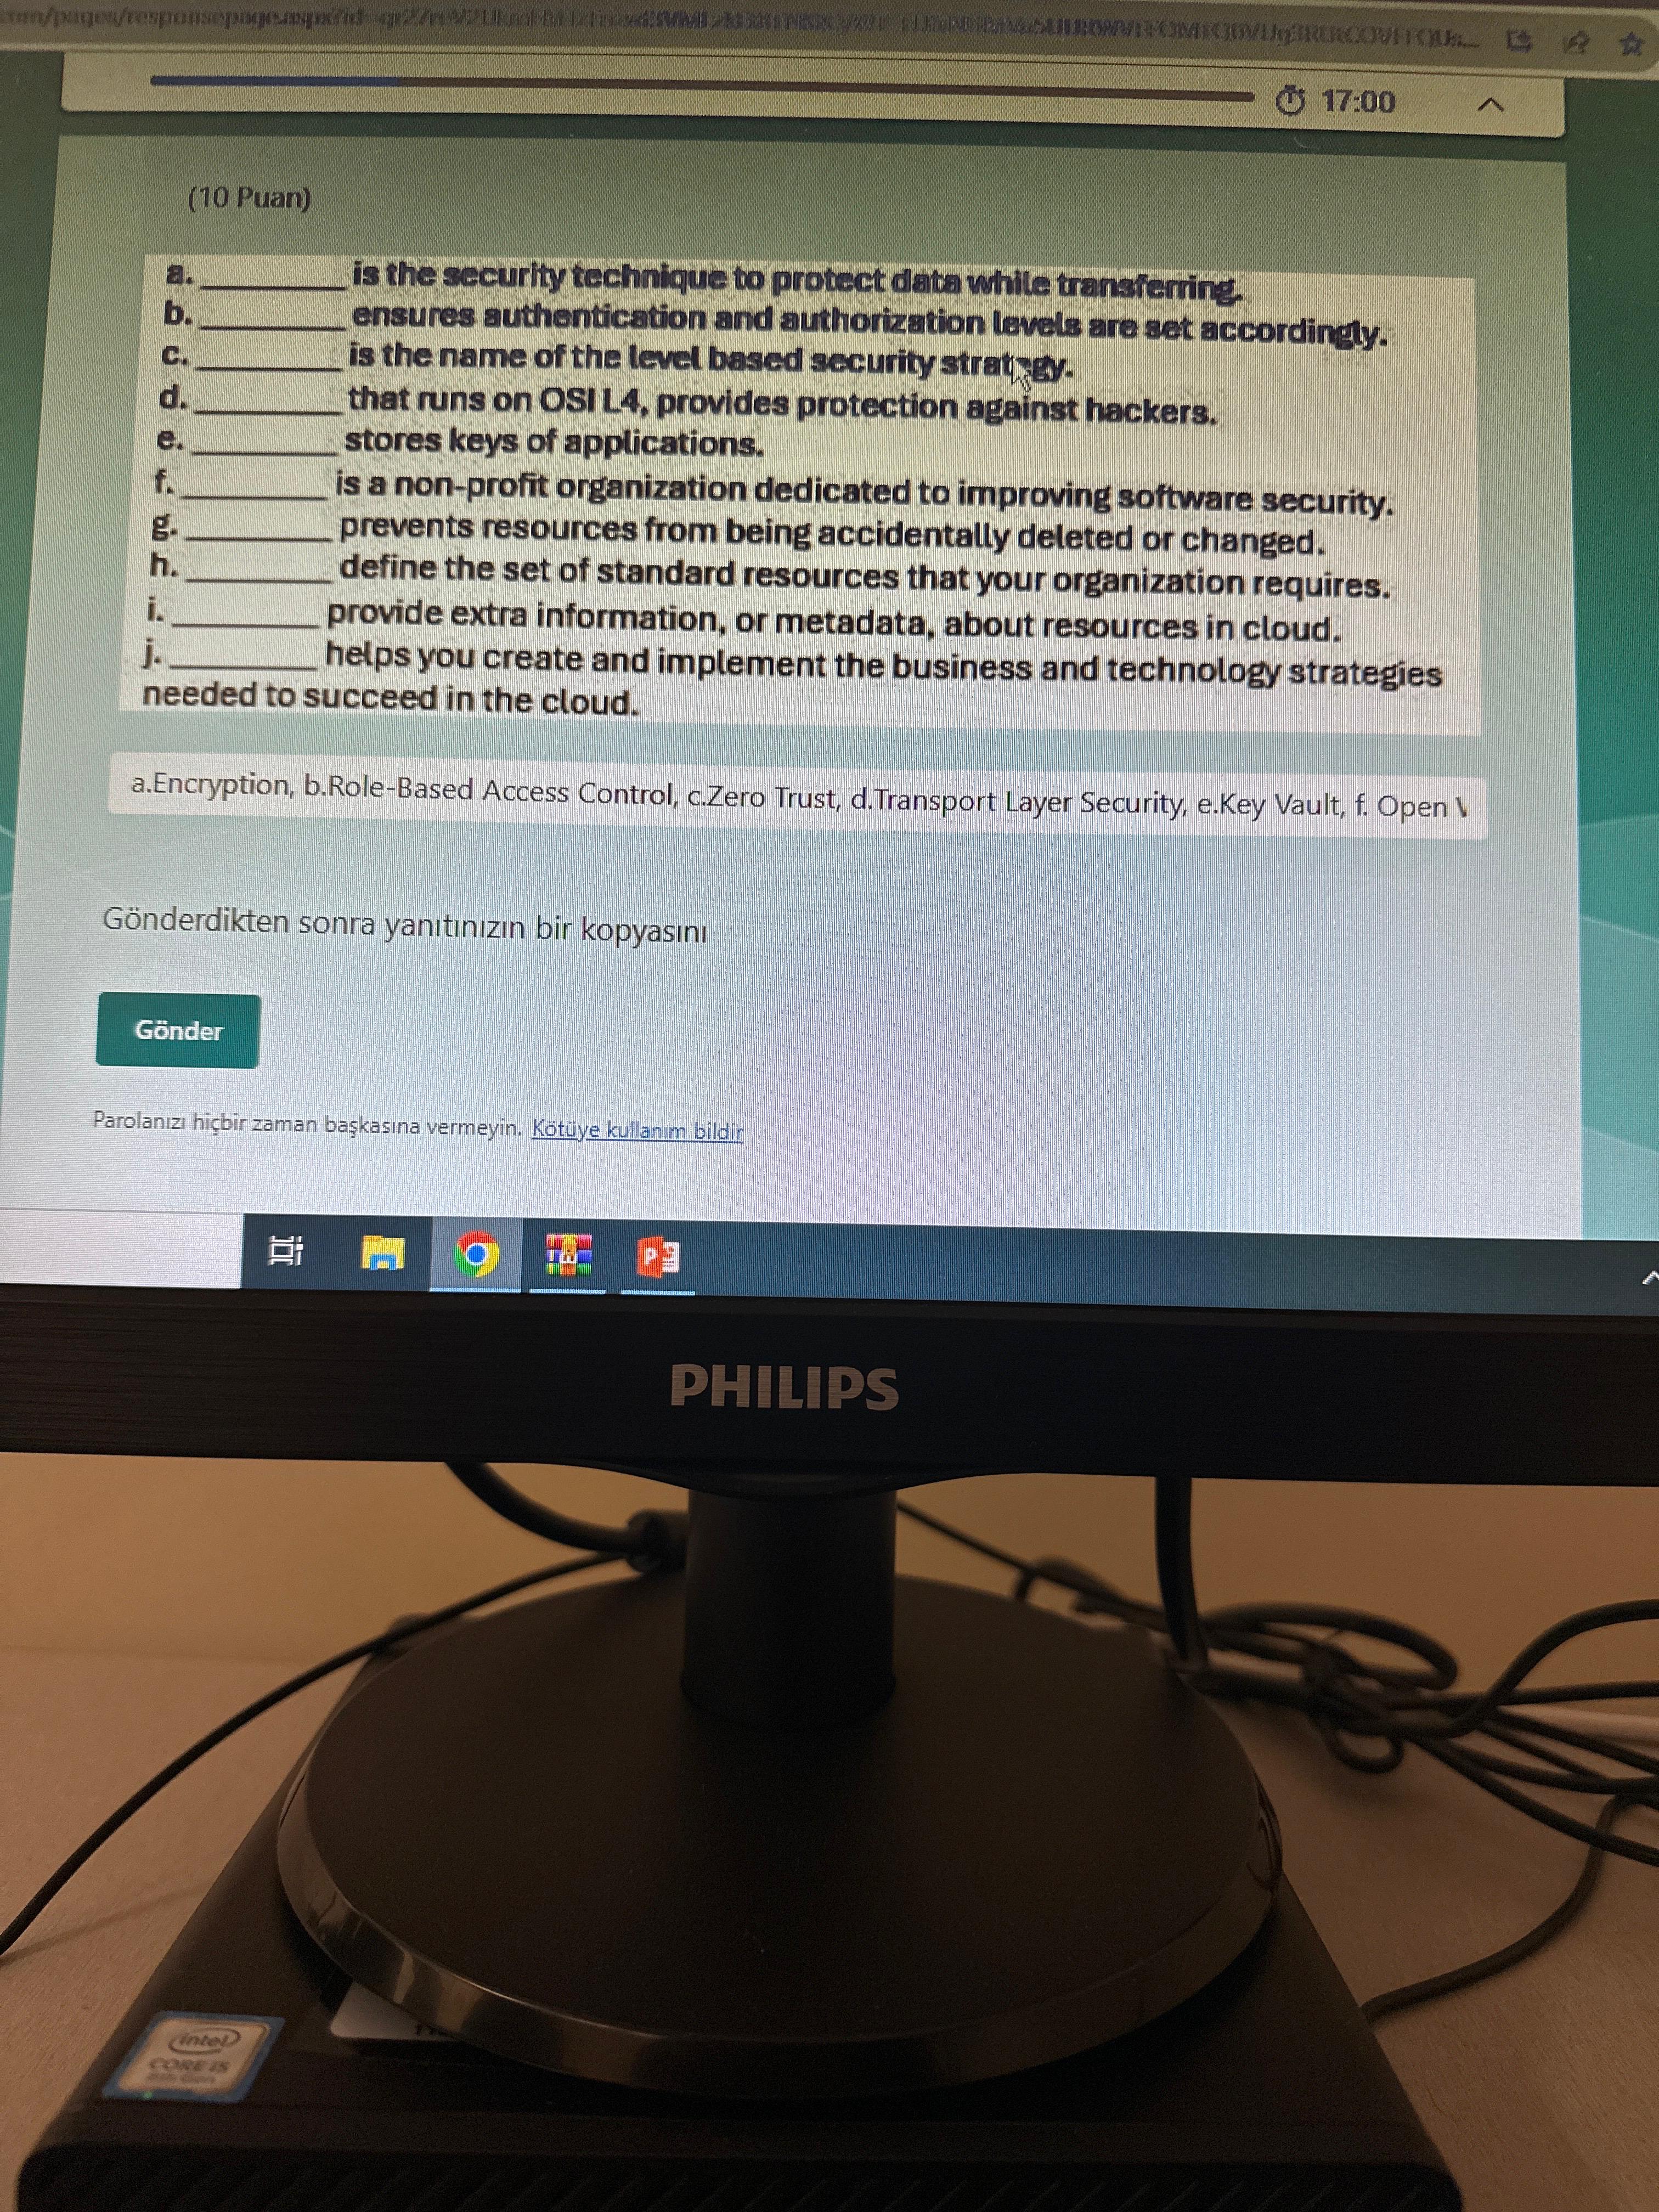 17:00
(10 Puan)
a. ________ is the security technique to protect data while transferring.
b. ________ ensures authentication and authorization levels are set accordingly.
c. ________ is the name of the level based security strategy.
d. ________ that runs on OSI L4, provides protection against hackers.
e. ________ stores keys of applications.
f. ________ is a non-profit organization dedicated to improving software security.
g. ________ prevents resources from being accidentally deleted or changed.
h. ________ define the set of standard resources that your organization requires.
i. ________ provide extra information, or metadata, about resources in cloud.
j. ________ helps you create and implement the business and technology strategies
needed to succeed in the cloud.
a.Encryption, b.Role-Based Access Control, c.Zero Trust, d.Transport Layer Security, e.Key Vault, f. Open
Gönderdikten sonra yanıtınızın bir kopyasını
Gönder
Parolanızı hiçbir zaman başkasına vermeyin. Kötüye kullanım bildir
PHILIPS
intel
CORE i5